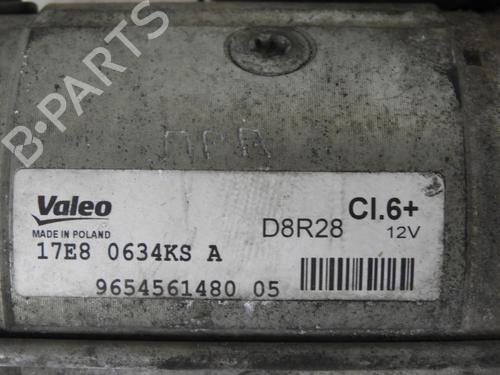 B-PARTS
Valeo
MADE IN POLAND
D8R28
Cl.6+
12V
17E8 0634KS A
9654561480 05